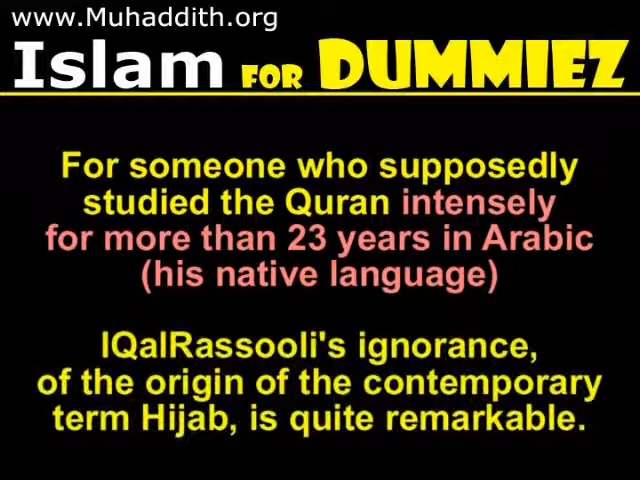 www.Muhaddith.org
Islam FOR DUMMIEZ
For someone who supposedly
studied the Quran intensely
for more than 23 years in Arabic
(his native language)
IQalRassooli's ignorance,
of the origin of the contemporary
term Hijab, is quite remarkable.